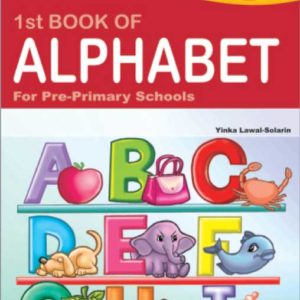 1st BOOK OF
ALPHABET
For Pre-Primary Schools
Yinka Lawal-Solarin
A B C
D E F
G H I